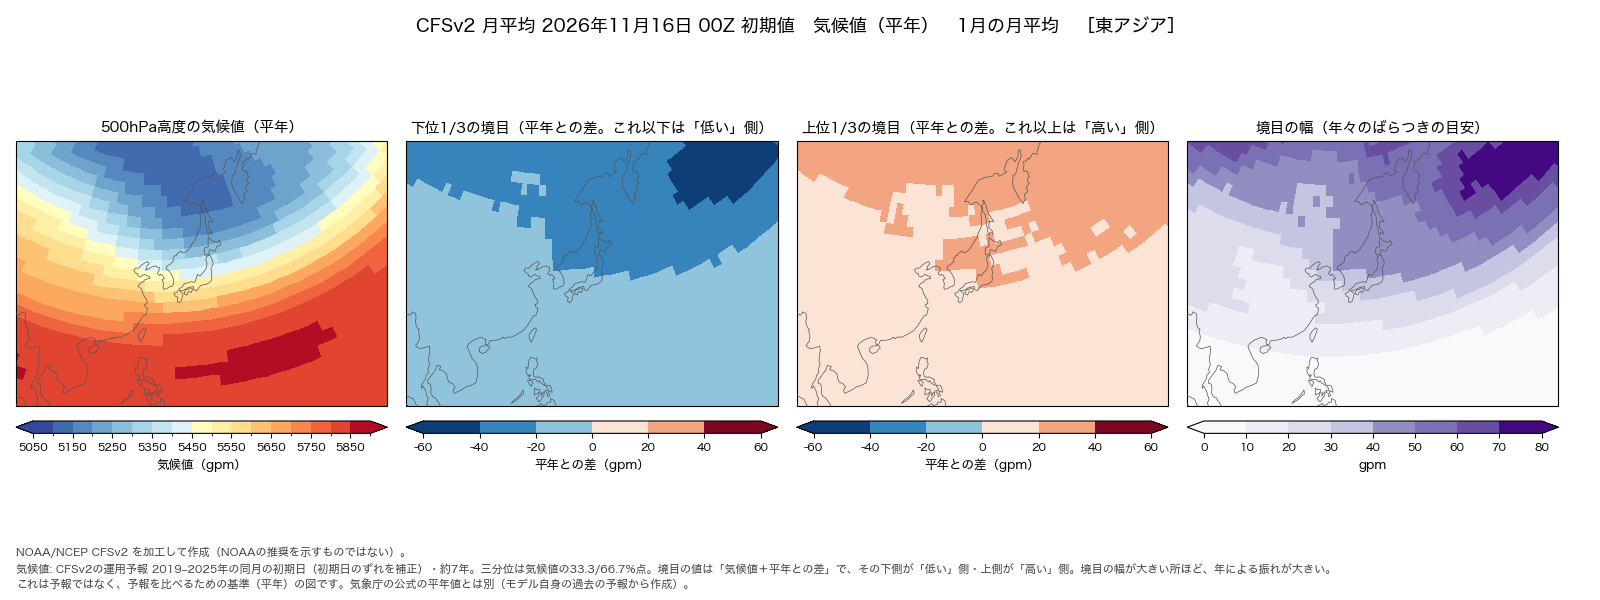 CFSv2 月平均 2026年11月16日 00Z 初期値　気候値（平年）　1月の月平均　［東アジア］
500hPa高度の気候値（平年）
下位1/3の境目（平年との差。これ以下は「低い」側）
上位1/3の境目（平年との差。これ以上は「高い」側）
境目の幅（年々のばらつきの目安）
5050 5150 5250 5350 5450 5550 5650 5750 5850
気候値（gpm）
-60 -40 -20 0 20 40 60
平年との差（gpm）
-60 -40 -20 0 20 40 60
平年との差（gpm）
0 10 20 30 40 50 60 70 80
gpm
NOAA/NCEP CFSv2 を加工して作成（NOAAの推奨を示すものではない）。
気候値: CFSv2の運用予報 2019–2025年の同月の初期日（初期日のずれを補正）・約7年。三分位は気候値の33.3/66.7%点。境目の値は「気候値＋平年との差」で、その下側が「低い」側・上側が「高い」側。境目の幅が大きい所ほど、年による振れが大きい。
これは予報ではなく、予報を比べるための基準（平年）の図です。気象庁の公式の平年値とは別（モデル自身の過去の予報から作成）。